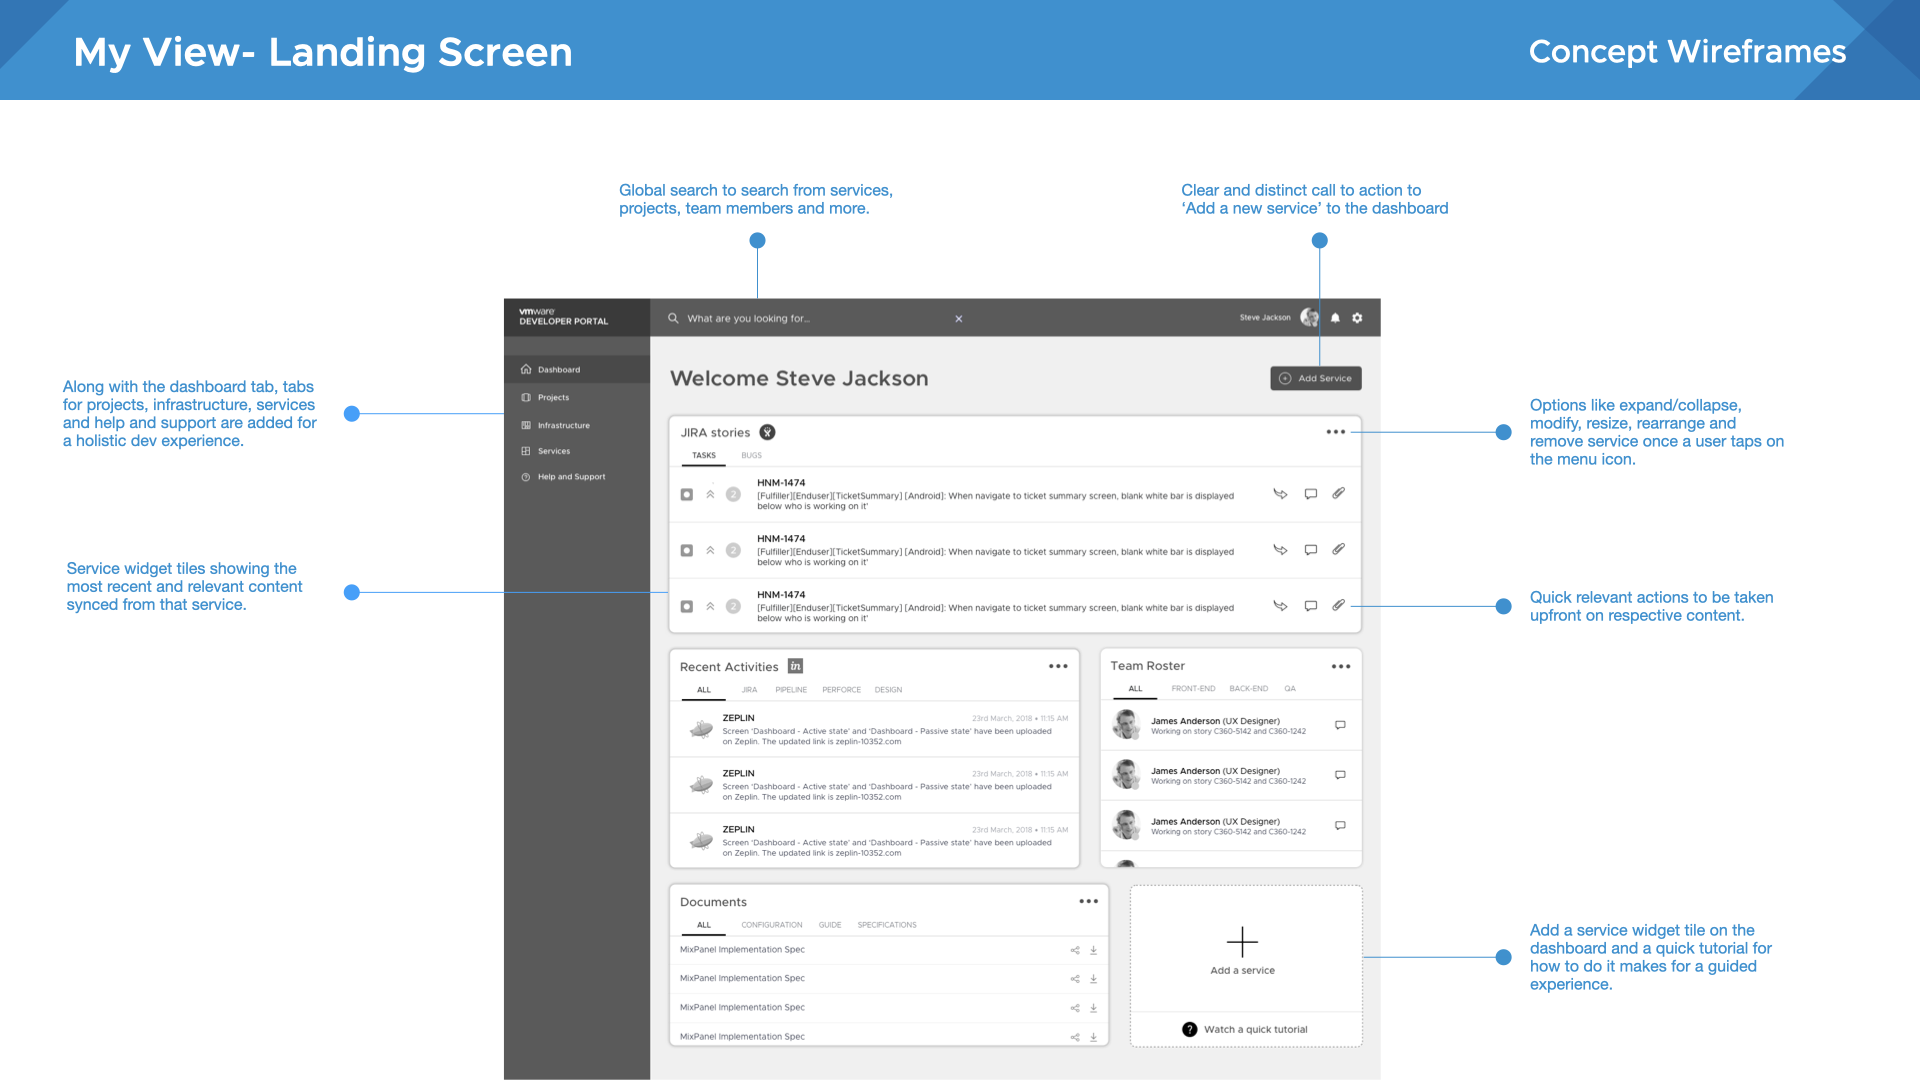 My View- Landing Screen
Concept Wireframes
Global search to search from services,
projects, team members and more.
Clear and distinct call to action to
‘Add a new service’ to the dashboard
Along with the dashboard tab, tabs
for projects, infrastructure, services
and help and support are added for
a holistic dev experience.
Service widget tiles showing the
most recent and relevant content
synced from that service.
Options like expand/collapse,
modify, resize, rearrange and
remove service once a user taps on
the menu icon.
Quick relevant actions to be taken
upfront on respective content.
Add a service widget tile on the
dashboard and a quick tutorial for
how to do it makes for a guided
experience.
vmware
DEVELOPER PORTAL
What are you looking for...
Steve Jackson
Dashboard
Projects
Infrastructure
Services
Help and Support
Welcome Steve Jackson
Add Service
JIRA stories
TASKS BUGS
2
HNM-1474
[Fulfiller][Enduser][TicketSummary] [Android]: When navigate to ticket summary screen, blank white bar is displayed
below who is working on it'
2
HNM-1474
[Fulfiller][Enduser][TicketSummary] [Android]: When navigate to ticket summary screen, blank white bar is displayed
below who is working on it'
2
HNM-1474
[Fulfiller][Enduser][TicketSummary] [Android]: When navigate to ticket summary screen, blank white bar is displayed
below who is working on it'
Recent Activities in
ALL JIRA PIPELINE PERFORCE DESIGN
ZEPLIN 23rd March, 2018 • 11:15 AM
Screen ‘Dashboard - Active state’ and ‘Dashboard - Passive state’ have been uploaded
on Zeplin. The updated link is zeplin-10352.com
ZEPLIN 23rd March, 2018 • 11:15 AM
Screen ‘Dashboard - Active state’ and ‘Dashboard - Passive state’ have been uploaded
on Zeplin. The updated link is zeplin-10352.com
ZEPLIN 23rd March, 2018 • 11:15 AM
Screen ‘Dashboard - Active state’ and ‘Dashboard - Passive state’ have been uploaded
on Zeplin. The updated link is zeplin-10352.com
Team Roster
ALL FRONT-END BACK-END QA
James Anderson (UX Designer)
Working on story C360-5142 and C360-1242
James Anderson (UX Designer)
Working on story C360-5142 and C360-1242
James Anderson (UX Designer)
Working on story C360-5142 and C360-1242
Documents
ALL CONFIGURATION GUIDE SPECIFICATIONS
MixPanel Implementation Spec
MixPanel Implementation Spec
MixPanel Implementation Spec
MixPanel Implementation Spec
Add a service
? Watch a quick tutorial